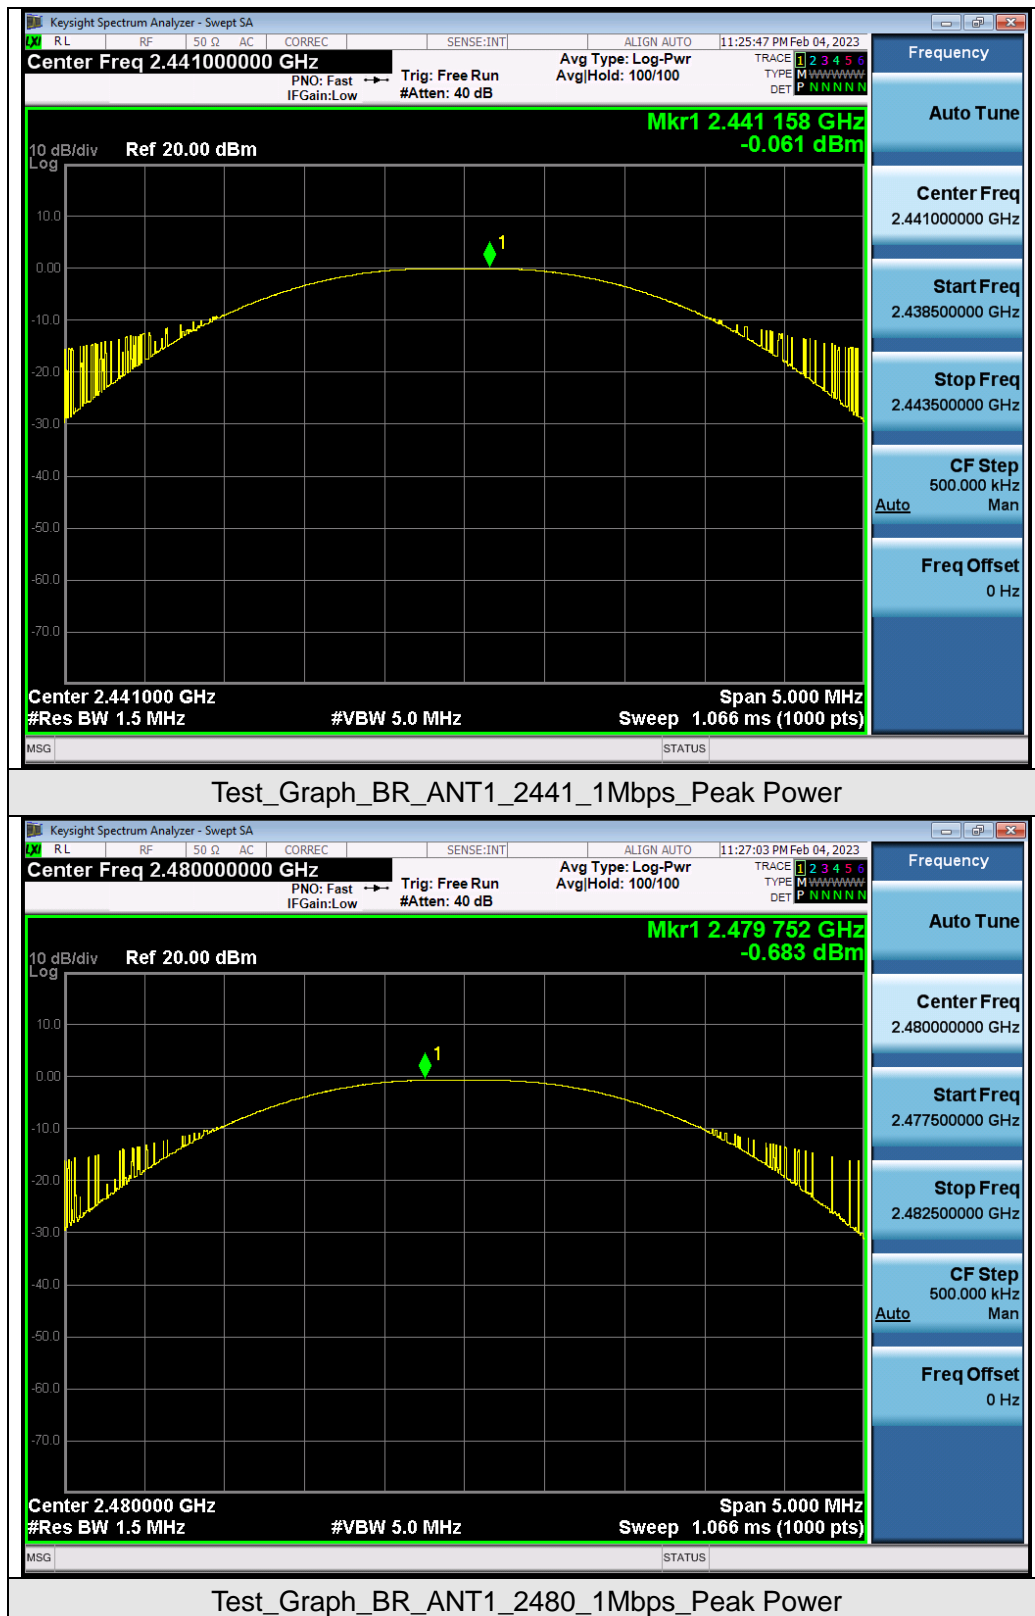 Keysight Spectrum Analyzer - Swept SA
LXI RL RF 50 Ω AC CORREC SENSE:INT ALIGN AUTO 11:25:47 PM Feb 04, 2023
Center Freq 2.441000000 GHz
PNO: Fast
IFGain:Low
Trig: Free Run
#Atten: 40 dB
Avg Type: Log-Pwr
Avg|Hold: 100/100
TRACE 1 2 3 4 5 6
TYPE M WWWWW
DET P N N N N N
Mkr1 2.441 158 GHz
-0.061 dBm
10 dB/div Ref 20.00 dBm
Log
10.0
1
0.00
-10.0
-20.0
-30.0
-40.0
-50.0
-60.0
-70.0
Center 2.441000 GHz Span 5.000 MHz
#Res BW 1.5 MHz #VBW 5.0 MHz Sweep 1.066 ms (1000 pts)
MSG STATUS
Frequency
Auto Tune
Center Freq
2.441000000 GHz
Start Freq
2.438500000 GHz
Stop Freq
2.443500000 GHz
CF Step
500.000 kHz
Auto Man
Freq Offset
0 Hz
Test_Graph_BR_ANT1_2441_1Mbps_Peak Power
Keysight Spectrum Analyzer - Swept SA
LXI RL RF 50 Ω AC CORREC SENSE:INT ALIGN AUTO 11:27:03 PM Feb 04, 2023
Center Freq 2.480000000 GHz
PNO: Fast
IFGain:Low
Trig: Free Run
#Atten: 40 dB
Avg Type: Log-Pwr
Avg|Hold: 100/100
TRACE 1 2 3 4 5 6
TYPE M WWWWW
DET P N N N N N
Mkr1 2.479 752 GHz
-0.683 dBm
10 dB/div Ref 20.00 dBm
Log
10.0
1
0.00
-10.0
-20.0
-30.0
-40.0
-50.0
-60.0
-70.0
Center 2.480000 GHz Span 5.000 MHz
#Res BW 1.5 MHz #VBW 5.0 MHz Sweep 1.066 ms (1000 pts)
MSG STATUS
Frequency
Auto Tune
Center Freq
2.480000000 GHz
Start Freq
2.477500000 GHz
Stop Freq
2.482500000 GHz
CF Step
500.000 kHz
Auto Man
Freq Offset
0 Hz
Test_Graph_BR_ANT1_2480_1Mbps_Peak Power